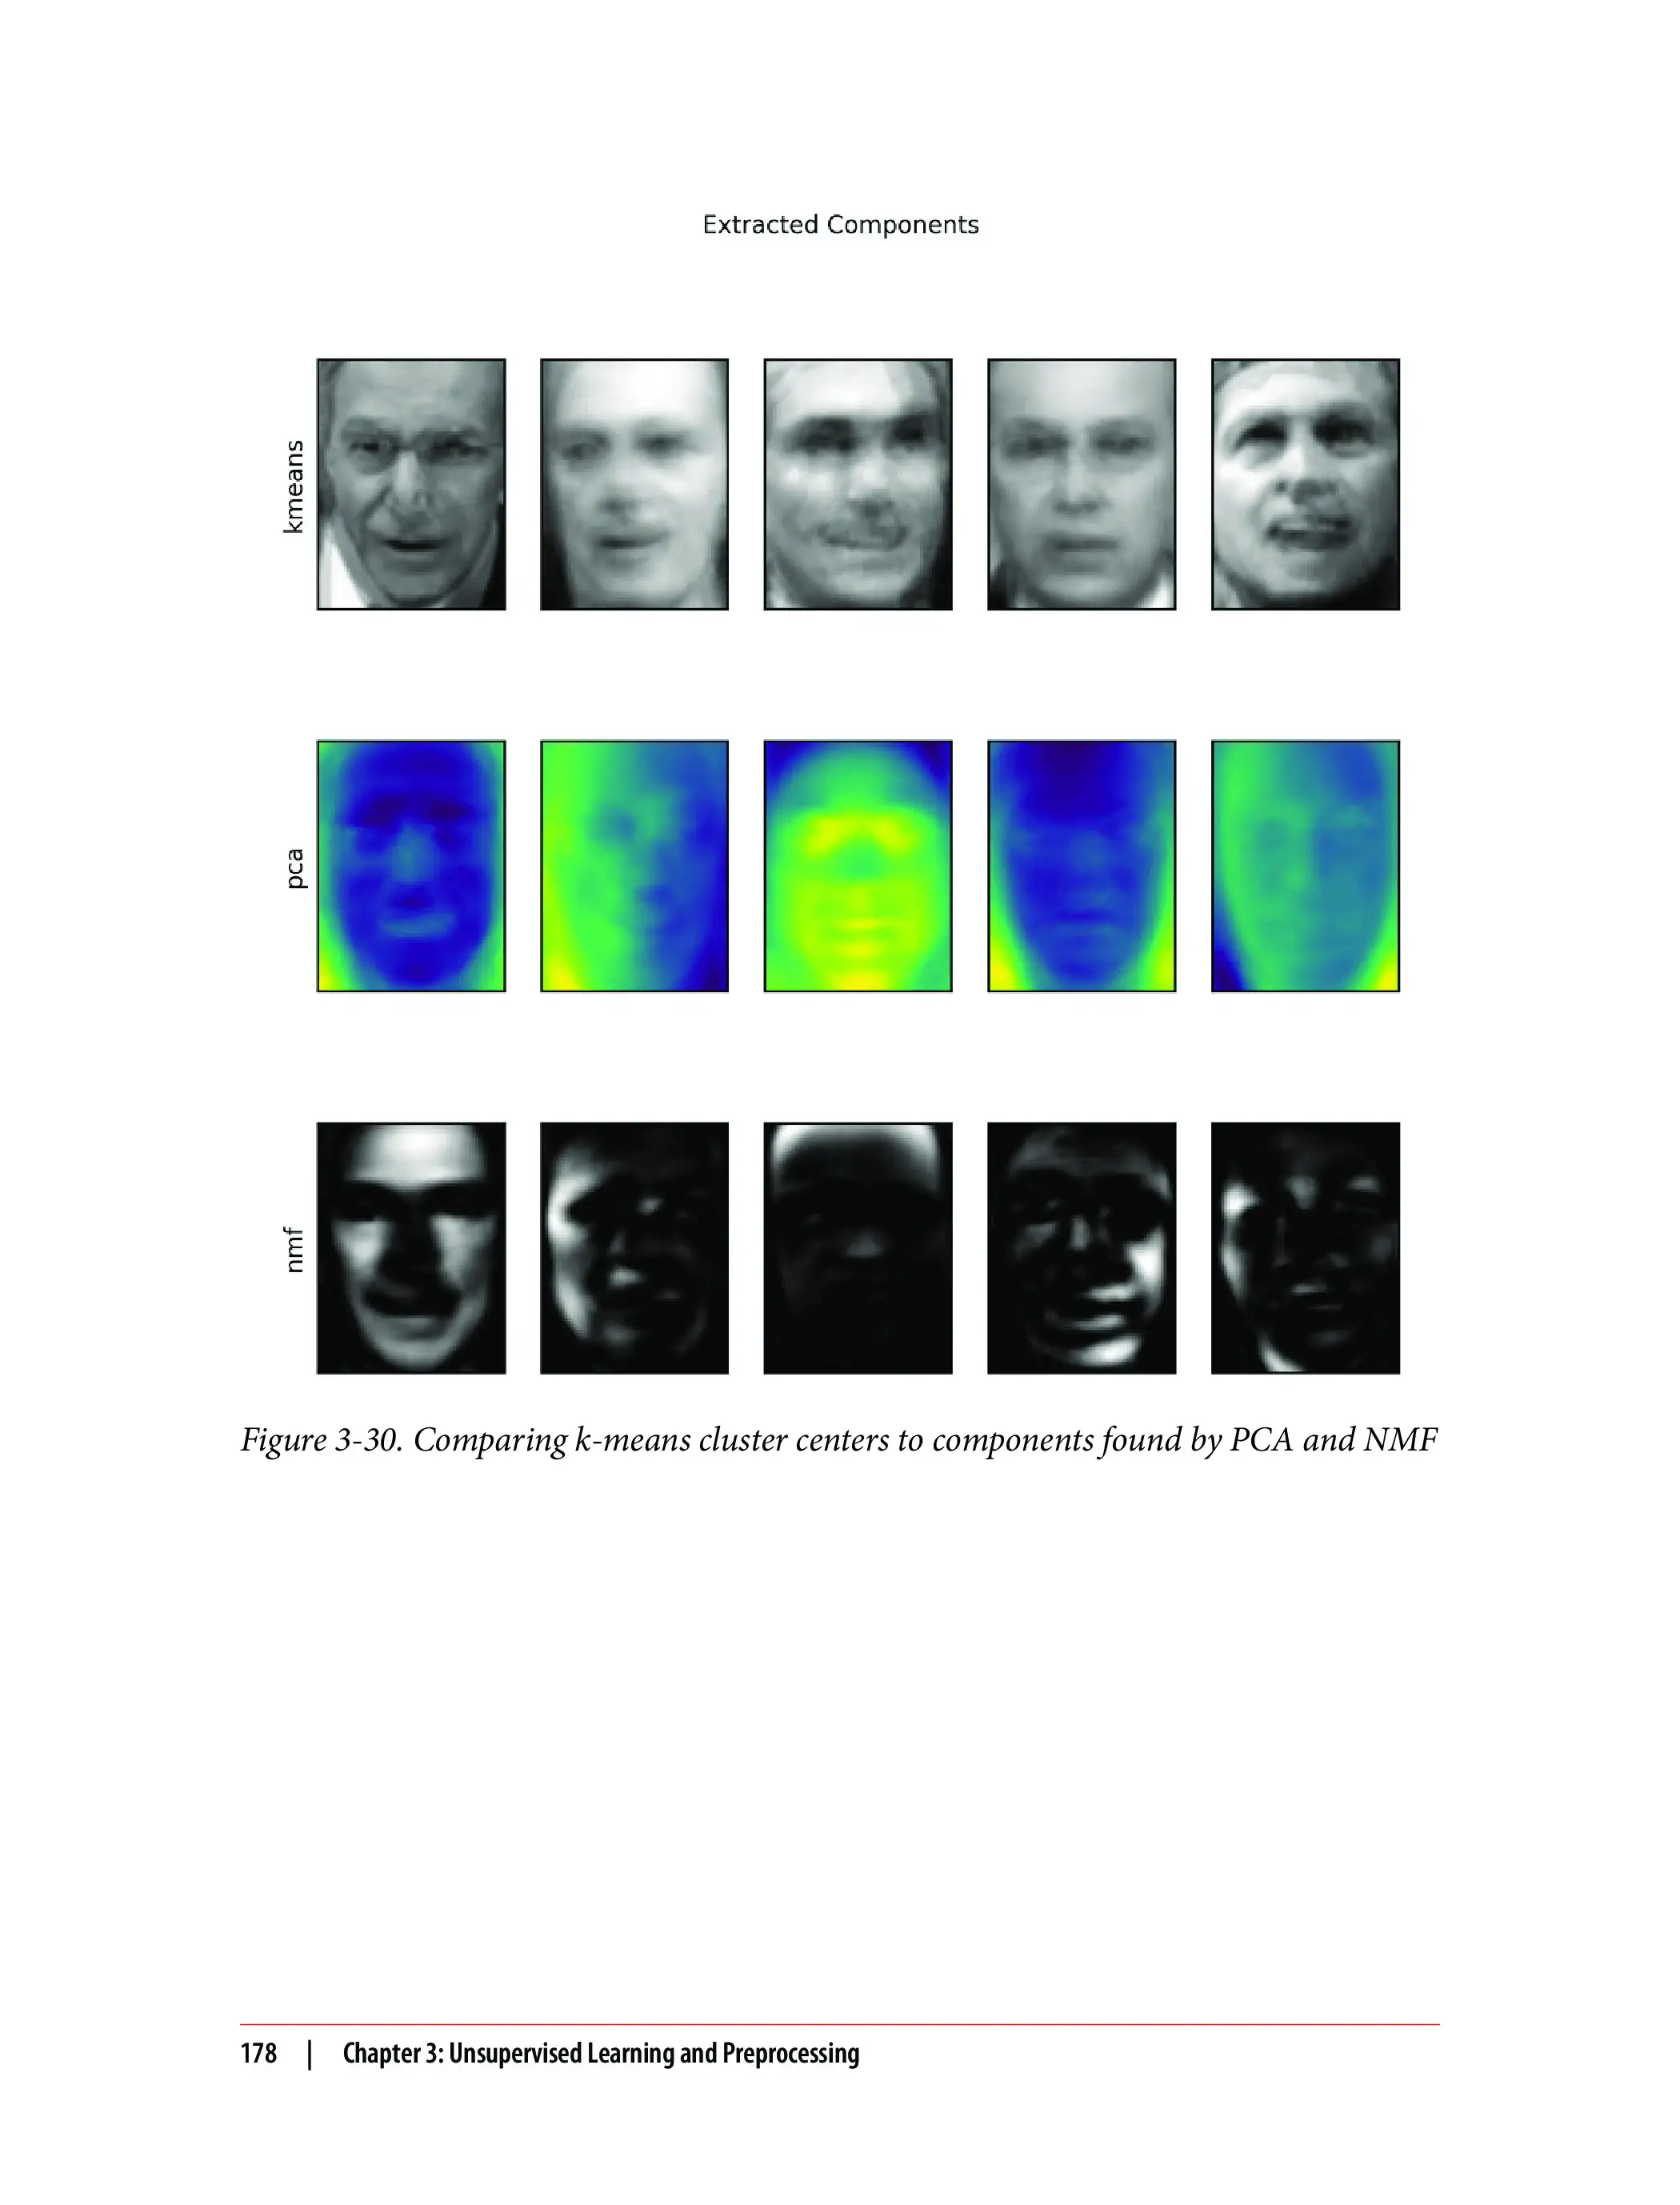 Extracted Components
kmeans
pca
nmf
Figure 3-30. Comparing k-means cluster centers to components found by PCA and NMF
178 | Chapter 3: Unsupervised Learning and Preprocessing